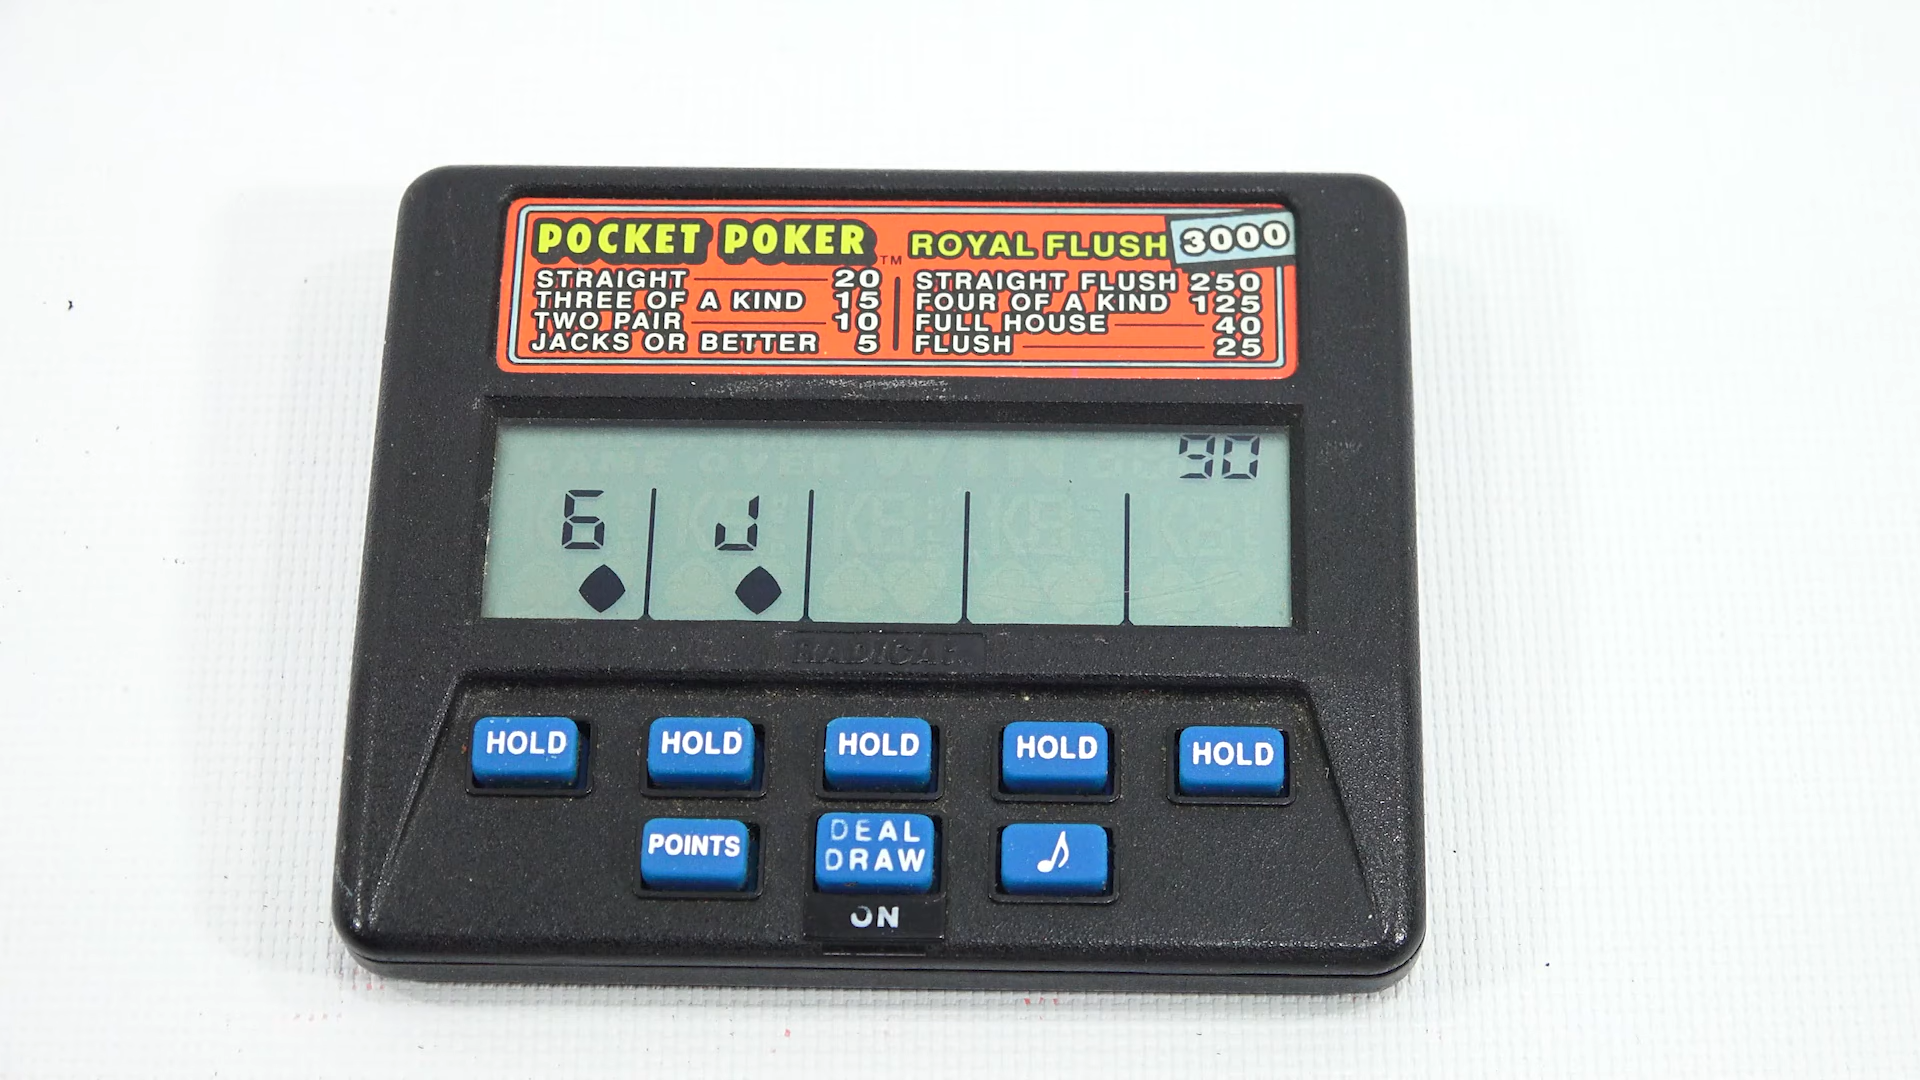 POCKET POKER™ ROYAL FLUSH 3000
STRAIGHT 20
THREE OF A KIND 15
TWO PAIR 10
JACKS OR BETTER 5
STRAIGHT FLUSH 250
FOUR OF A KIND 125
FULL HOUSE 40
FLUSH 25
90
6 J
RADICA
HOLD HOLD HOLD HOLD HOLD
POINTS
DEAL
DRAW
ON